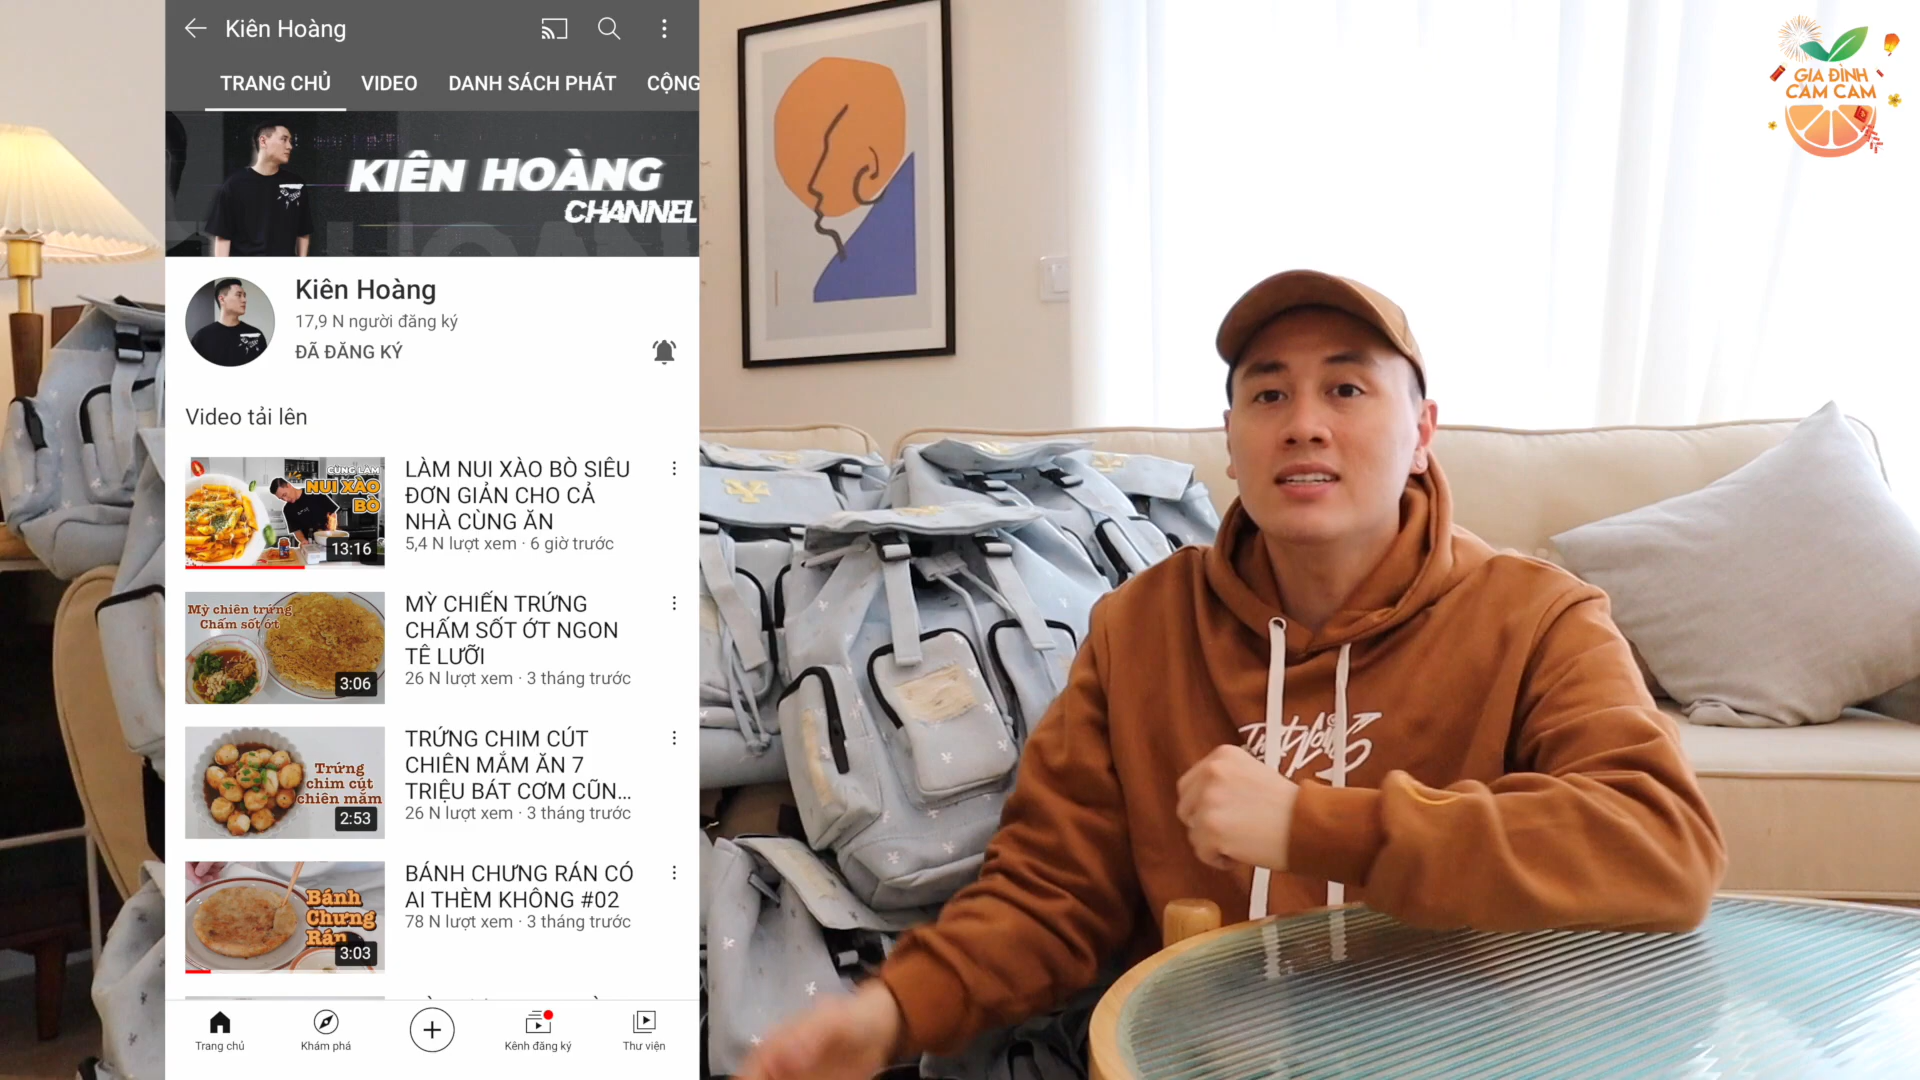 Kiên Hoàng
TRANG CHỦ VIDEO DANH SÁCH PHÁT CỘNG
KIÊN HOÀNG
CHANNEL
Kiên Hoàng
17,9 N người đăng ký
ĐÃ ĐĂNG KÝ
Video tải lên
CÙNG LÀM
NUI XÀO
BÒ
13:16
LÀM NUI XÀO BÒ SIÊU
ĐƠN GIẢN CHO CẢ
NHÀ CÙNG ĂN
5,4 N lượt xem · 6 giờ trước
Mỳ chiên trứng
Chấm sốt ớt
3:06
MỲ CHIÊN TRỨNG
CHẤM SỐT ỚT NGON
TÊ LƯỠI
26 N lượt xem · 3 tháng trước
Trứng
chim cút
chiên mắm
2:53
TRỨNG CHIM CÚT
CHIÊN MẮM ĂN 7
TRIỆU BÁT CƠM CŨN...
26 N lượt xem · 3 tháng trước
Bánh
Chưng
Rán
3:03
BÁNH CHƯNG RÁN CÓ
AI THÈM KHÔNG #02
78 N lượt xem · 3 tháng trước
Trang chủ
Khám phá
Kênh đăng ký
Thư viện
GIA ĐÌNH
CAM CAM